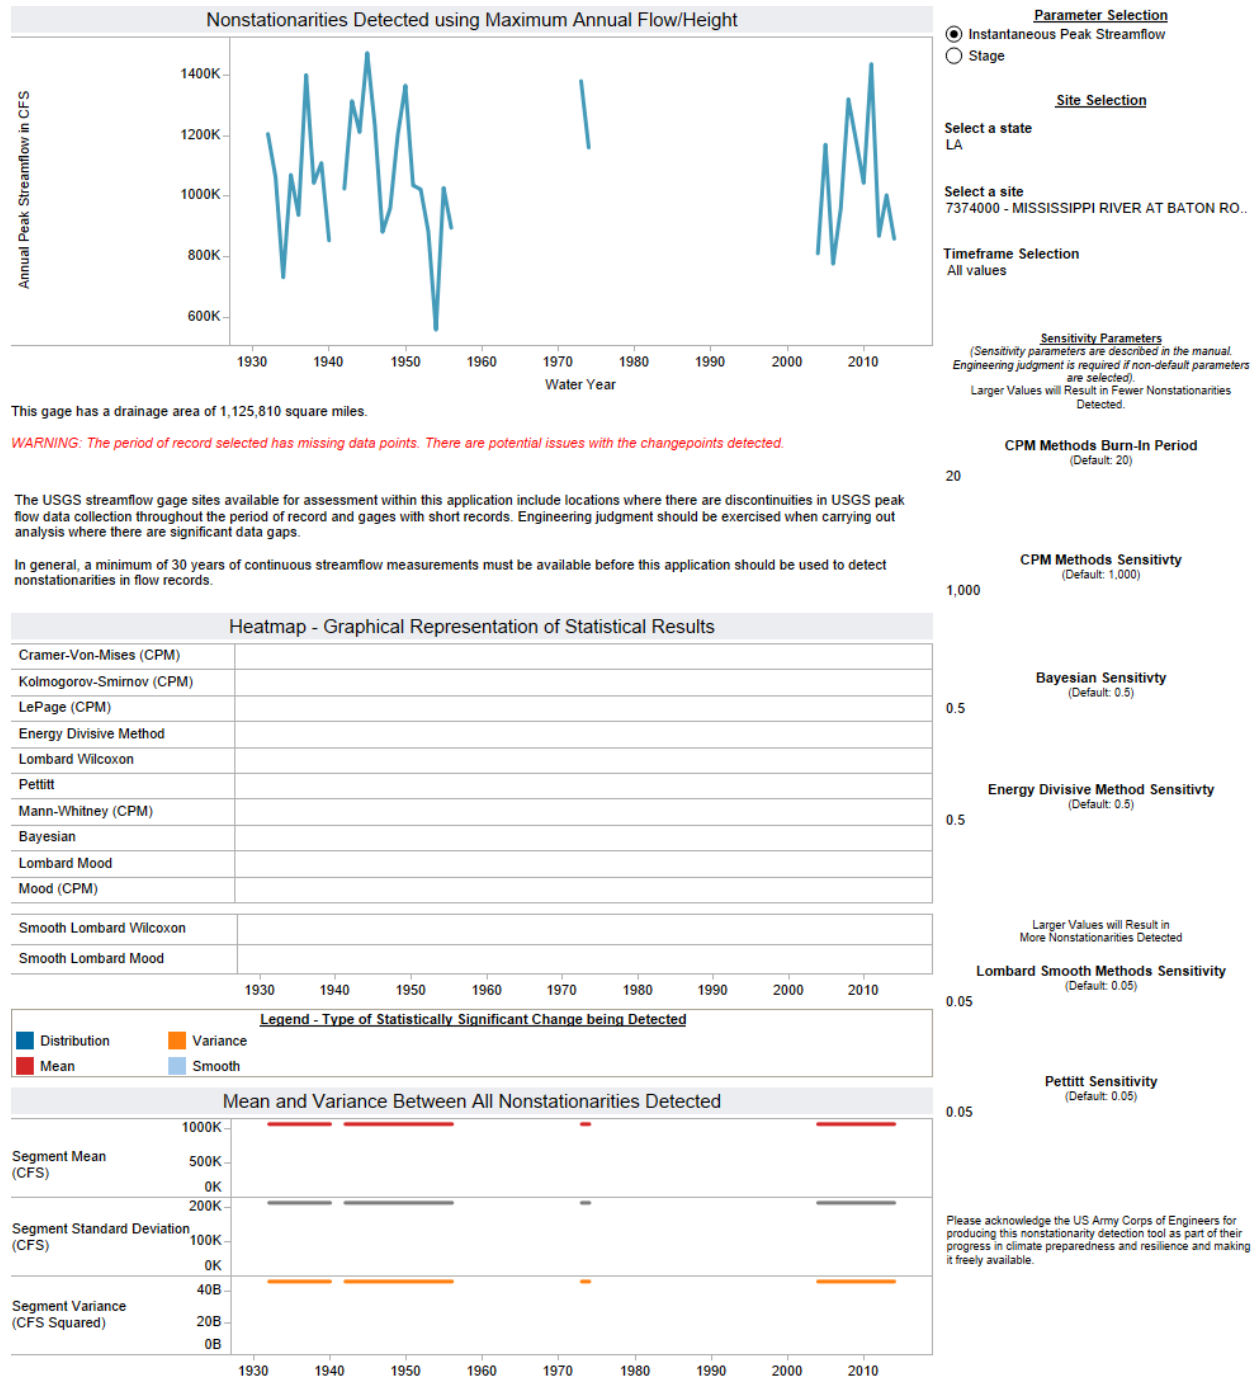 Nonstationarities Detected using Maximum Annual Flow/Height
Annual Peak Streamflow in CFS
1400K
1200K
1000K
800K
600K
1930 1940 1950 1960 1970 1980 1990 2000 2010
Water Year
This gage has a drainage area of 1,125,810 square miles.
WARNING: The period of record selected has missing data points. There are potential issues with the changepoints detected.
The USGS streamflow gage sites available for assessment within this application include locations where there are discontinuities in USGS peak
flow data collection throughout the period of record and gages with short records. Engineering judgment should be exercised when carrying out
analysis where there are significant data gaps.
In general, a minimum of 30 years of continuous streamflow measurements must be available before this application should be used to detect
nonstationarities in flow records.
Heatmap - Graphical Representation of Statistical Results
Cramer-Von-Mises (CPM)
Kolmogorov-Smirnov (CPM)
LePage (CPM)
Energy Divisive Method
Lombard Wilcoxon
Pettitt
Mann-Whitney (CPM)
Bayesian
Lombard Mood
Mood (CPM)
Smooth Lombard Wilcoxon
Smooth Lombard Mood
1930 1940 1950 1960 1970 1980 1990 2000 2010
Legend - Type of Statistically Significant Change being Detected
Distribution Variance
Mean Smooth
Mean and Variance Between All Nonstationarities Detected
Segment Mean
(CFS)
1000K
500K
0K
Segment Standard Deviation
(CFS)
200K
100K
0K
Segment Variance
(CFS Squared)
40B
20B
0B
1930 1940 1950 1960 1970 1980 1990 2000 2010
Parameter Selection
Instantaneous Peak Streamflow
Stage
Site Selection
Select a state
LA
Select a site
7374000 - MISSISSIPPI RIVER AT BATON RO..
Timeframe Selection
All values
Sensitivity Parameters
(Sensitivity parameters are described in the manual.
Engineering judgment is required if non-default parameters
are selected).
Larger Values will Result in Fewer Nonstationarities
Detected.
CPM Methods Burn-In Period
(Default: 20)
20
CPM Methods Sensitivty
(Default: 1,000)
1,000
Bayesian Sensitivty
(Default: 0.5)
0.5
Energy Divisive Method Sensitivty
(Default: 0.5)
0.5
Larger Values will Result in
More Nonstationarities Detected
Lombard Smooth Methods Sensitivity
(Default: 0.05)
0.05
Pettitt Sensitivity
(Default: 0.05)
0.05
Please acknowledge the US Army Corps of Engineers for
producing this nonstationarity detection tool as part of their
progress in climate preparedness and resilience and making
it freely available.